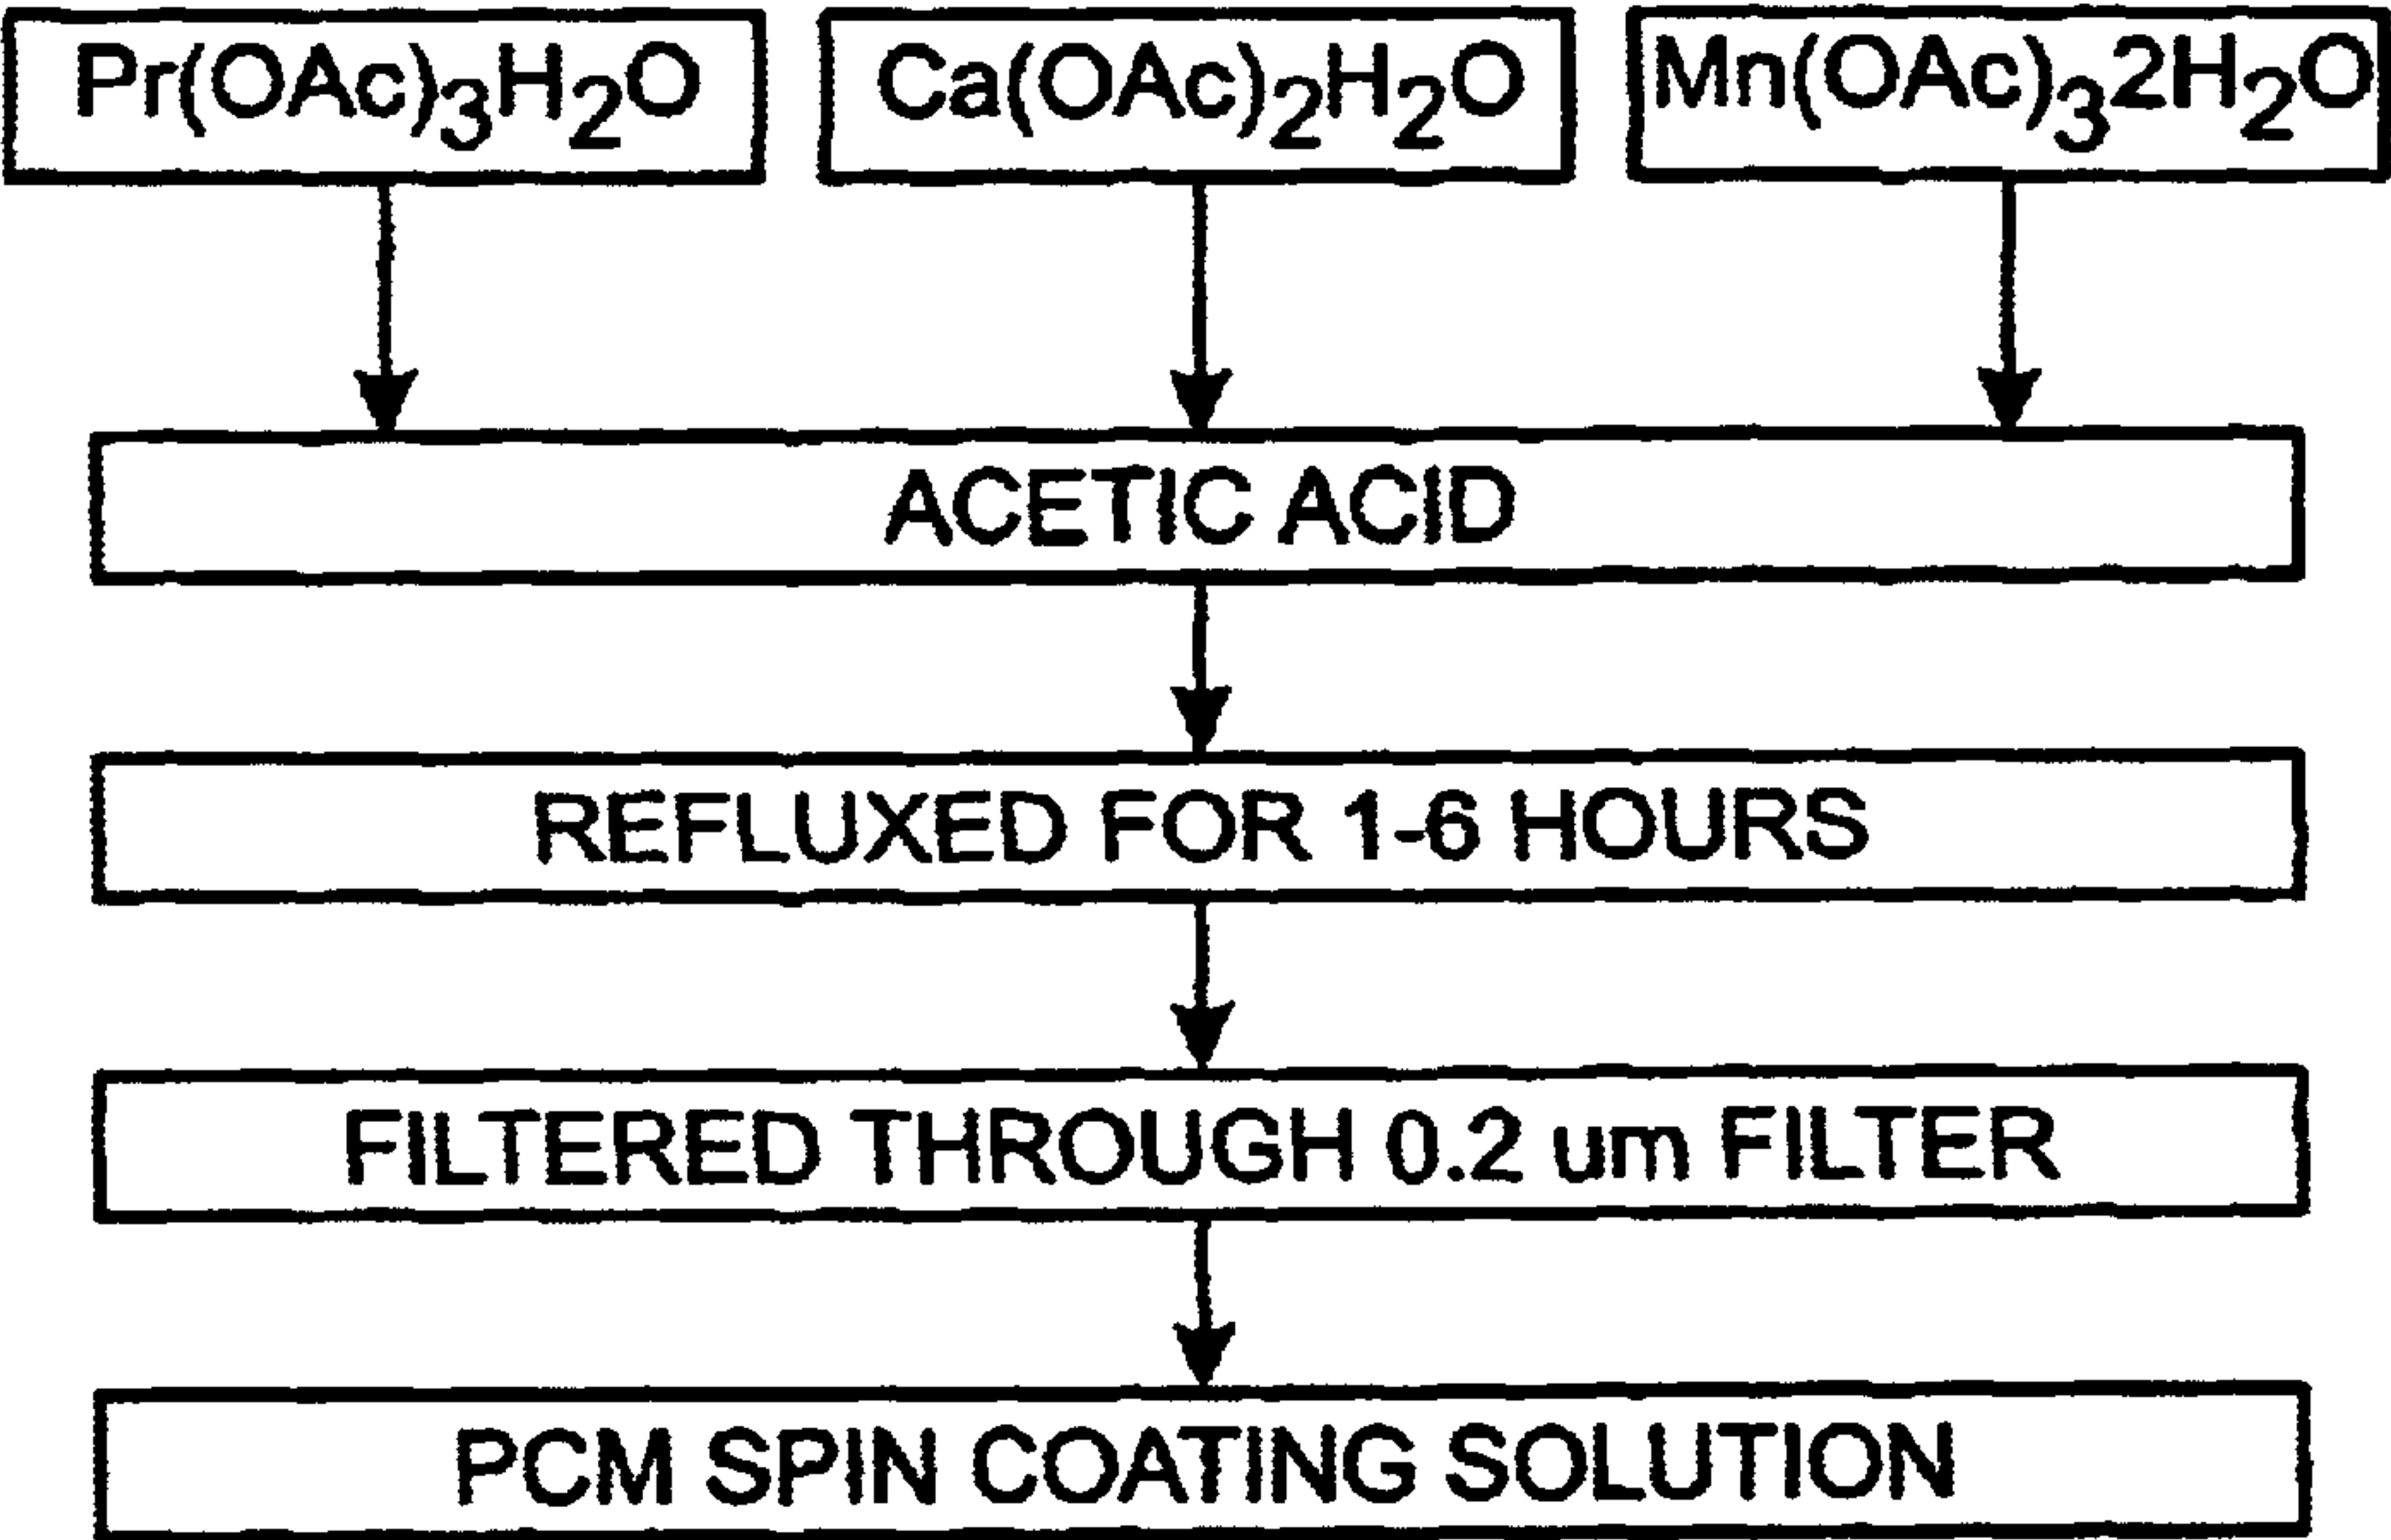 Pr(OAc)3H2O
Ca(OAc)2H2O
Mn(OAc)32H2O
ACETIC ACID
REFLUXED FOR 1-6 HOURS
FILTERED THROUGH 0.2 um FILTER
PCM SPIN COATING SOLUTION